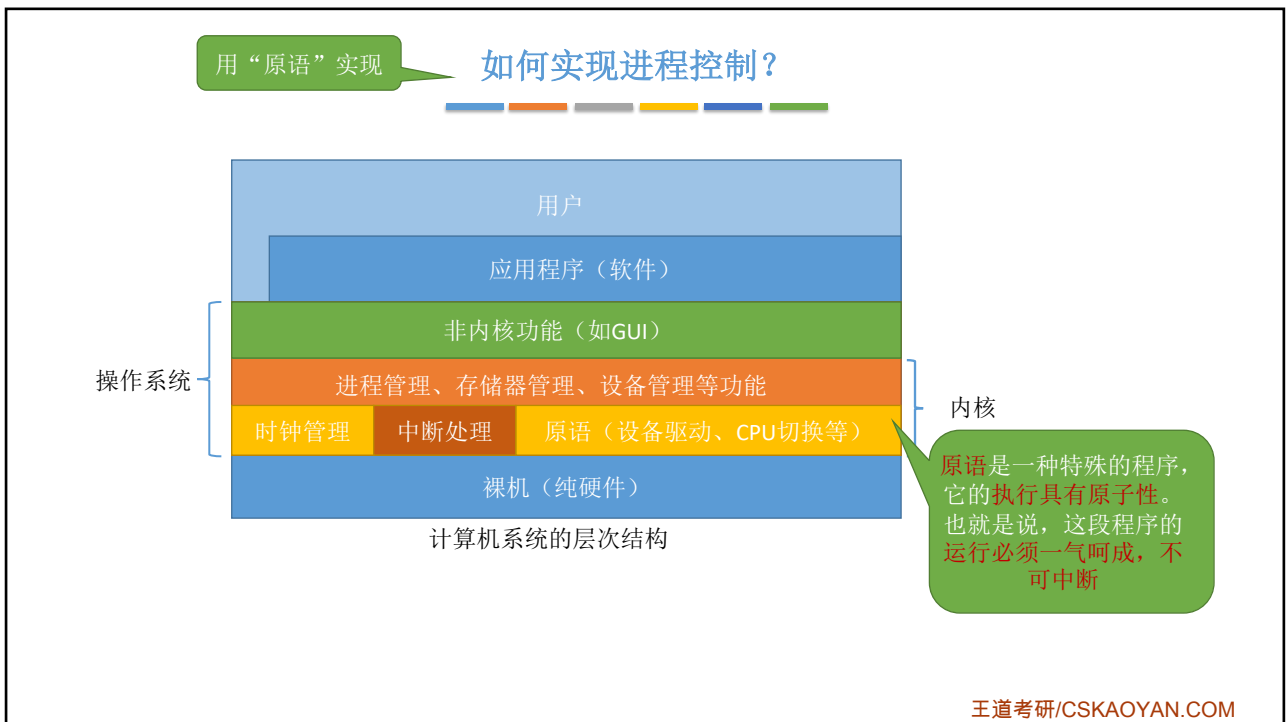 用“原语”实现
如何实现进程控制？
用户
应用程序（软件）
非内核功能（如GUI）
操作系统
进程管理、存储器管理、设备管理等功能
内核
时钟管理
中断处理
原语（设备驱动、CPU切换等）
裸机（纯硬件）
计算机系统的层次结构
原语是一种特殊的程序，
它的执行具有原子性。
也就是说，这段程序的
运行必须一气呵成，不
可中断
王道考研/CSKAOYAN.COM